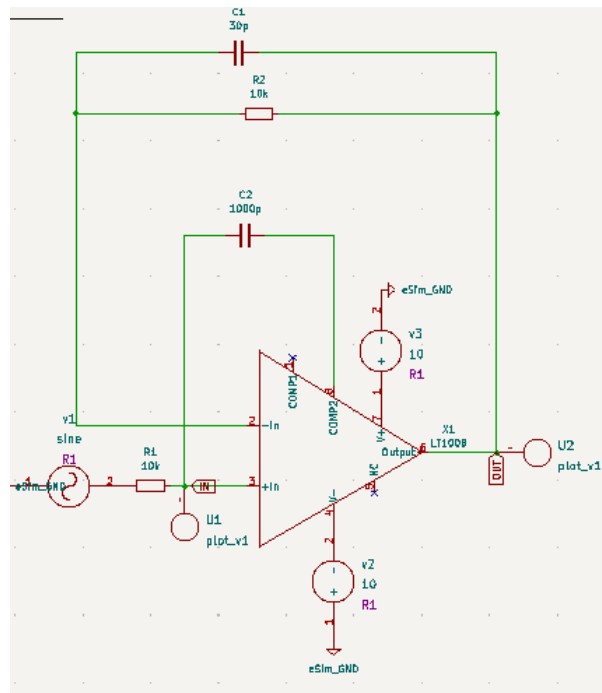 C1
30p
R2
10k
C2
1000p
eSim_GND
2
v3
10
R1
1
COMP1
COMP2
8
7
V+
2
-In
X1
LT1008
Output
6
U2
plot_v1
OUT
v1
sine
R1
eSim_GND
1
2
R1
10k
IN
3
+In
NC
5
V-
4
U1
plot_v1
2
v2
10
R1
1
eSim_GND